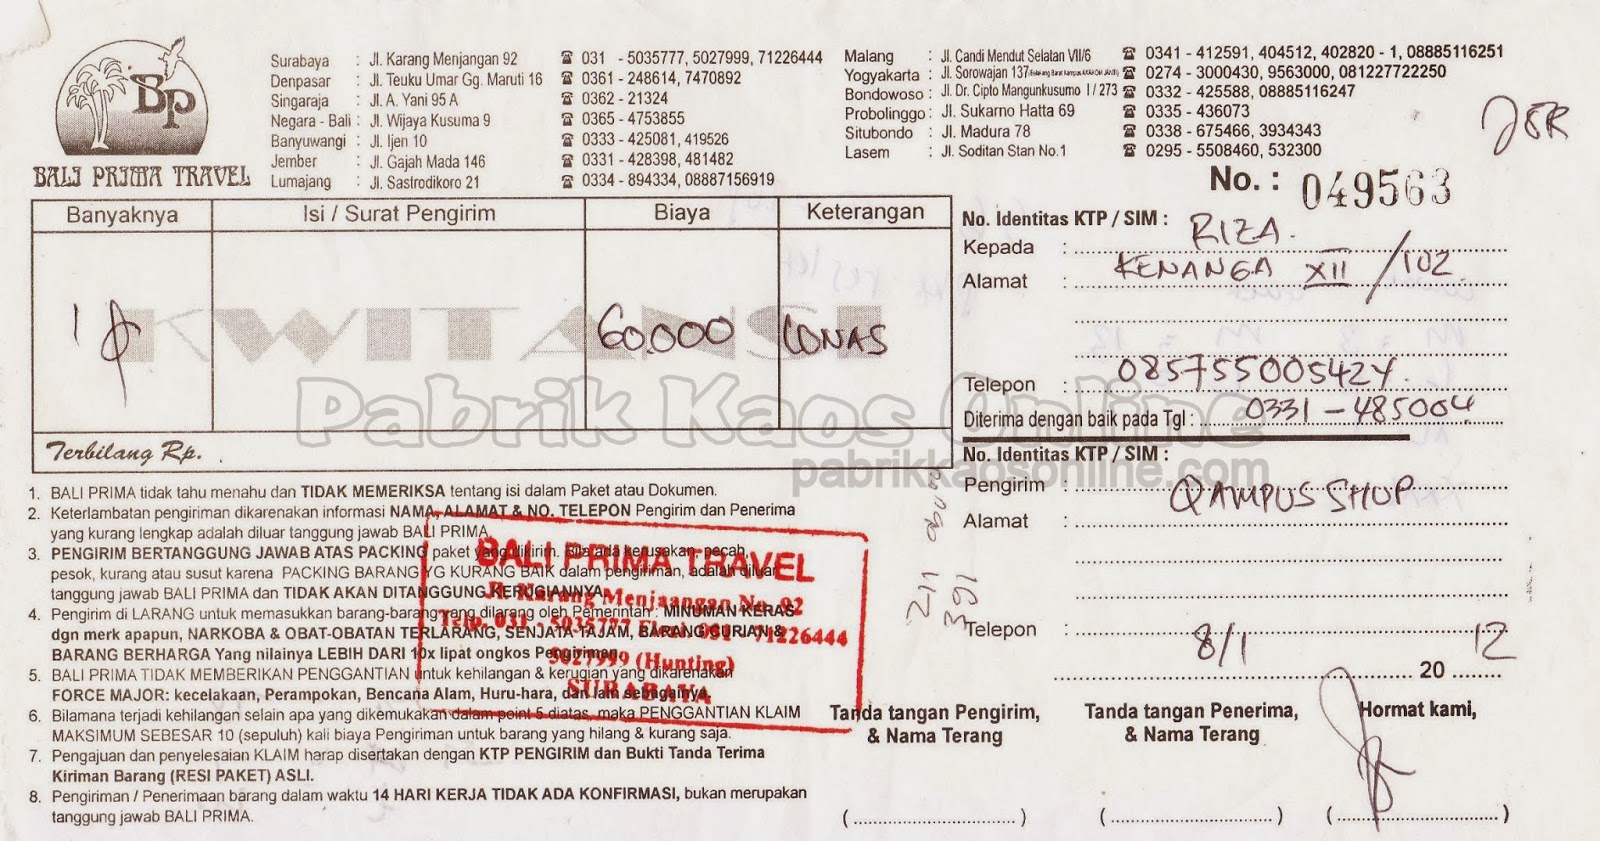 Bp
BALI PRIMA TRAVEL
Surabaya : Jl. Karang Menjangan 92 ☎ 031 - 5035777, 5027999, 71226444
Denpasar : Jl. Teuku Umar Gg. Maruti 16 ☎ 0361 - 248614, 7470892
Singaraja : Jl. A. Yani 95 A ☎ 0362 - 21324
Negara - Bali : Jl. Wijaya Kusuma 9 ☎ 0365 - 4753855
Banyuwangi : Jl. Ijen 10 ☎ 0333 - 425081, 419526
Jember : Jl. Gajah Mada 146 ☎ 0331 - 428398, 481482
Lumajang : Jl. Sastrodikoro 21 ☎ 0334 - 894334, 08887156919
Malang : Jl. Candi Mendut Selatan VII/6 ☎ 0341 - 412591, 404512, 402820 - 1, 08885116251
Yogyakarta : Jl. Sorowajan 137 ☎ 0274 - 3000430, 9563000, 081227722250
Bondowoso : Jl. Dr. Cipto Mangunkusumo I / 273 ☎ 0332 - 425588, 08885116247
Probolinggo : Jl. Sukarno Hatta 69 ☎ 0335 - 436073
Situbondo : Jl. Madura 78 ☎ 0338 - 675466, 3934343
Lasem : Jl. Soditan Stan No.1 ☎ 0295 - 5508460, 532300
JBR
No. : 049563
Banyaknya Isi / Surat Pengirim Biaya Keterangan
1 60.000 LUNAS
KWITANSI
Terbilang Rp.
No. Identitas KTP / SIM :
Kepada : RIZA.
Alamat : KENANGA XII / 102
Telepon : 085755005424.
Diterima dengan baik pada Tgl : 0331 - 485004
No. Identitas KTP / SIM :
Pengirim : QAMPUS SHOP
Alamat :
Telepon :
8/1 20 12
Tanda tangan Pengirim, & Nama Terang
Tanda tangan Penerima, & Nama Terang
Hormat kami,
(........................) (........................) (........................)
1. BALI PRIMA tidak tahu menahu dan TIDAK MEMERIKSA tentang isi dalam Paket atau Dokumen.
2. Keterlambatan pengiriman dikarenakan informasi NAMA, ALAMAT & NO. TELEPON Pengirim dan Penerima
yang kurang lengkap adalah diluar tanggung jawab BALI PRIMA.
3. PENGIRIM BERTANGGUNG JAWAB ATAS PACKING paket yang dikirim. Bila ada kerusakan, pecah,
pesok, kurang atau susut karena PACKING BARANG YG KURANG BAIK dalam pengiriman, adalah diluar
tanggung jawab BALI PRIMA dan TIDAK AKAN DITANGGUNG KERUGIANNYA.
4. Pengirim di LARANG untuk memasukkan barang-barang yang dilarang oleh Pemerintah : MINUMAN KERAS
dgn merk apapun, NARKOBA & OBAT-OBATAN TERLARANG, SENJATA TAJAM, BARANG CURIAN &
BARANG BERHARGA Yang nilainya LEBIH DARI 10x lipat ongkos Pengiriman.
5. BALI PRIMA TIDAK MEMBERIKAN PENGGANTIAN untuk kehilangan & kerugian yang dikarenakan
FORCE MAJOR: kecelakaan, Perampokan, Bencana Alam, Huru-hara, dan lain sebagainya.
6. Bilamana terjadi kehilangan selain apa yang dikemukakan dalam point 5 diatas, maka PENGGANTIAN KLAIM
MAKSIMUM SEBESAR 10 (sepuluh) kali biaya Pengiriman untuk barang yang hilang & kurang saja.
7. Pengajuan dan penyelesaian KLAIM harap disertakan dengan KTP PENGIRIM dan Bukti Tanda Terima
Kiriman Barang (RESI PAKET) ASLI.
8. Pengiriman / Penerimaan barang dalam waktu 14 HARI KERJA TIDAK ADA KONFIRMASI, bukan merupakan
tanggung jawab BALI PRIMA.
BALI PRIMA TRAVEL
Jl. Karang Menjaangan No. 92
Telp. 031 - 5035777 71226444
5027999 (Hunting)
SURABAYA
Pabrik Kaos Online
pabrikkaosonline.com